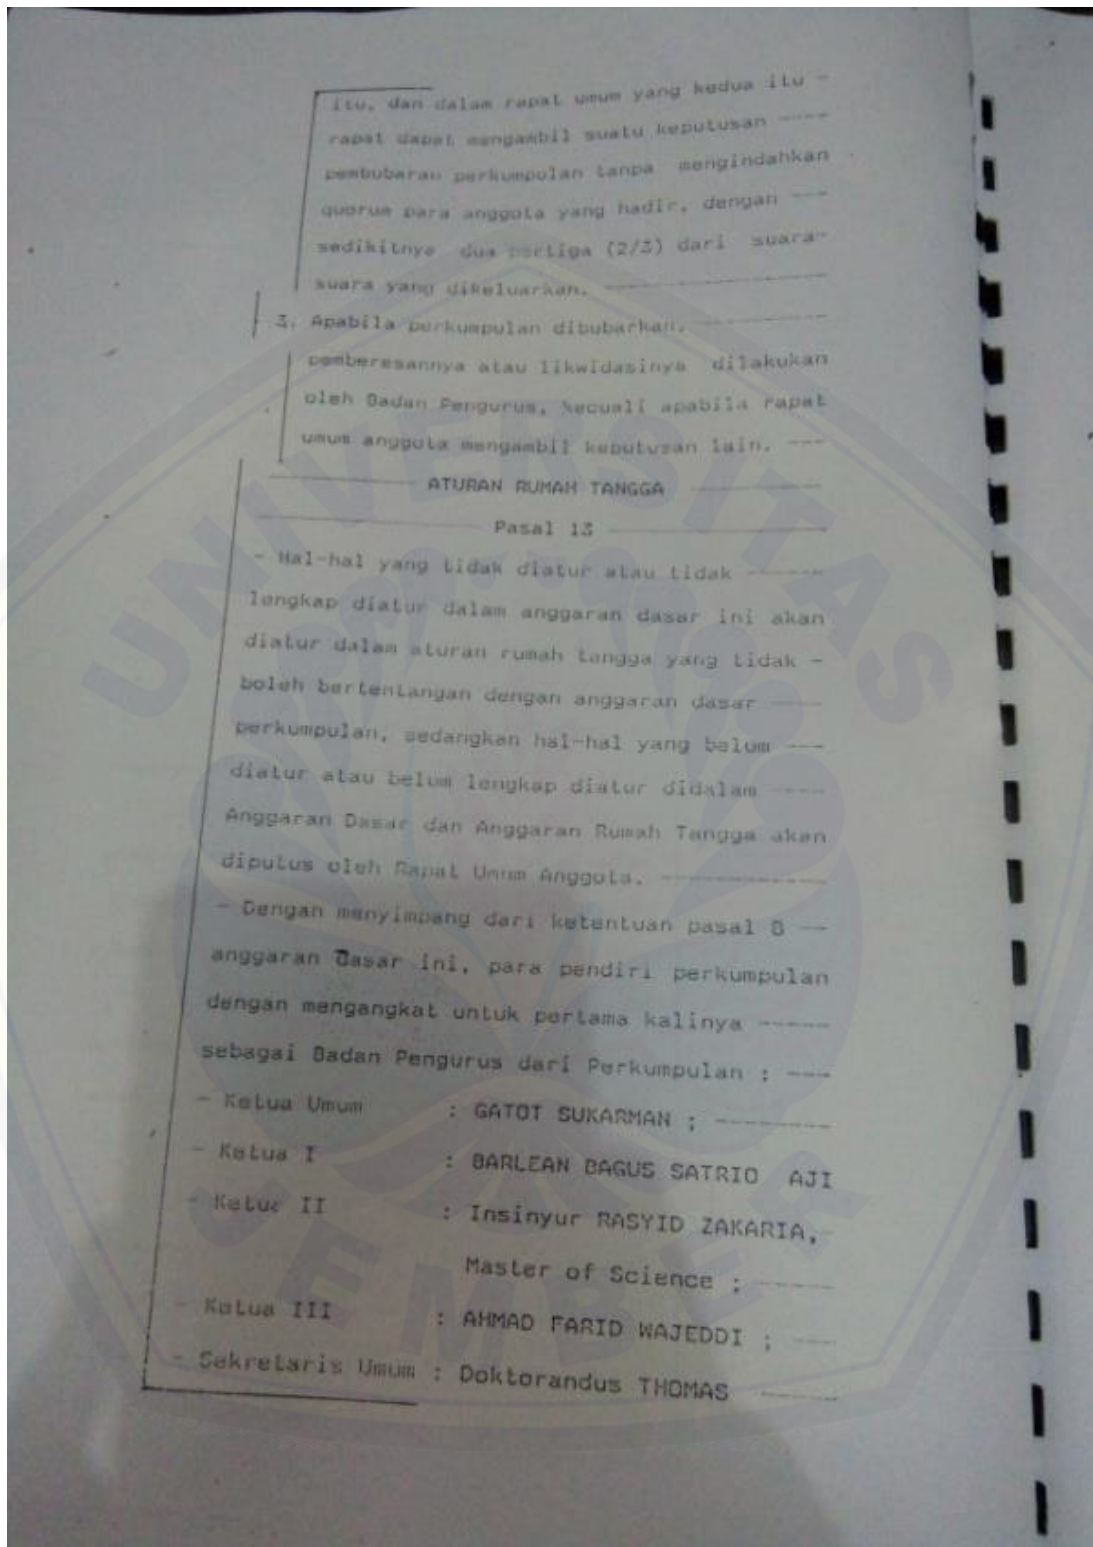 itu, dan dalam rapat umum yang kedua itu -
rapat dapat mengambil suatu keputusan ----
pembubaran perkumpolan tanpa mengindahkan
quorum para anggota yang hadir, dengan ---
sedikitnya dua pertiga (2/3) dari suara-
suara yang dikeluarkan. ---
3. Apabila perkumpulan dibubarkan, ---
pemberesannya atau likwidasinya dilakukan
oleh Badan Pengurus, kecuali apabila rapat
umum anggota mengambil keputusan lain. ---
ATURAN RUMAH TANGGA
Pasal 13
- Hal-hal yang tidak diatur atau tidak ------
lengkap diatur dalam anggaran dasar ini akan
diatur dalam aturan rumah tangga yang tidak -
boleh bertentangan dengan anggaran dasar ----
perkumpulan, sedangkan hal-hal yang belum ---
diatur atau belum lengkap diatur didalam ----
Anggaran Dasar dan Anggaran Rumah Tangga akan
diputus oleh Rapat Umum Anggota. ------------
- Dengan menyimpang dari ketentuan pasal 8 --
anggaran dasar ini, para pendiri perkumpulan
dengan mengangkat untuk pertama kalinya -----
sebagai Badan Pengurus dari Perkumpulan : ---
- Ketua Umum : GATOT SUKARMAN ; --------
- Ketua I : BARLEAN BAGUS SATRIO AJI
- Ketua II : Insinyur RASYID ZAKARIA,
Master of Science ; -----
- Ketua III : AHMAD FARID WAJEDDI ; ---
- Sekretaris Umum : Doktorandus THOMAS -----
UNIVERSITAS
JEMBER